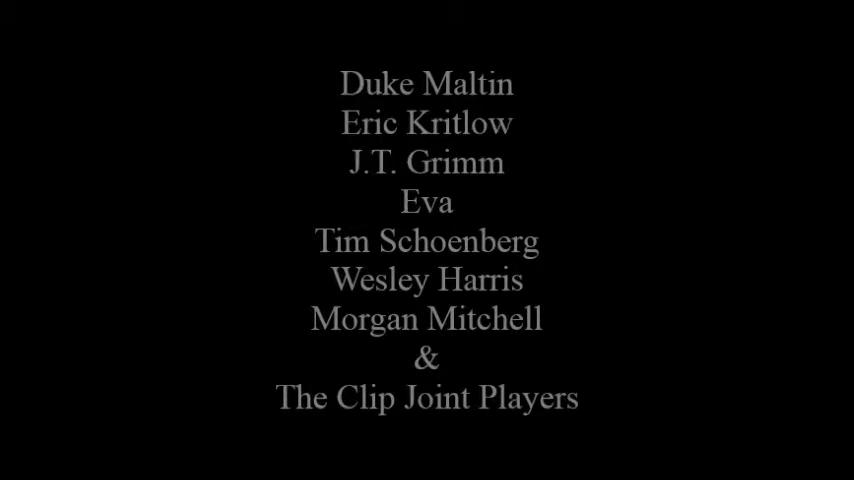 Duke Maltin
Eric Kritlow
J.T. Grimm
Eva
Tim Schoenberg
Wesley Harris
Morgan Mitchell
&
The Clip Joint Players